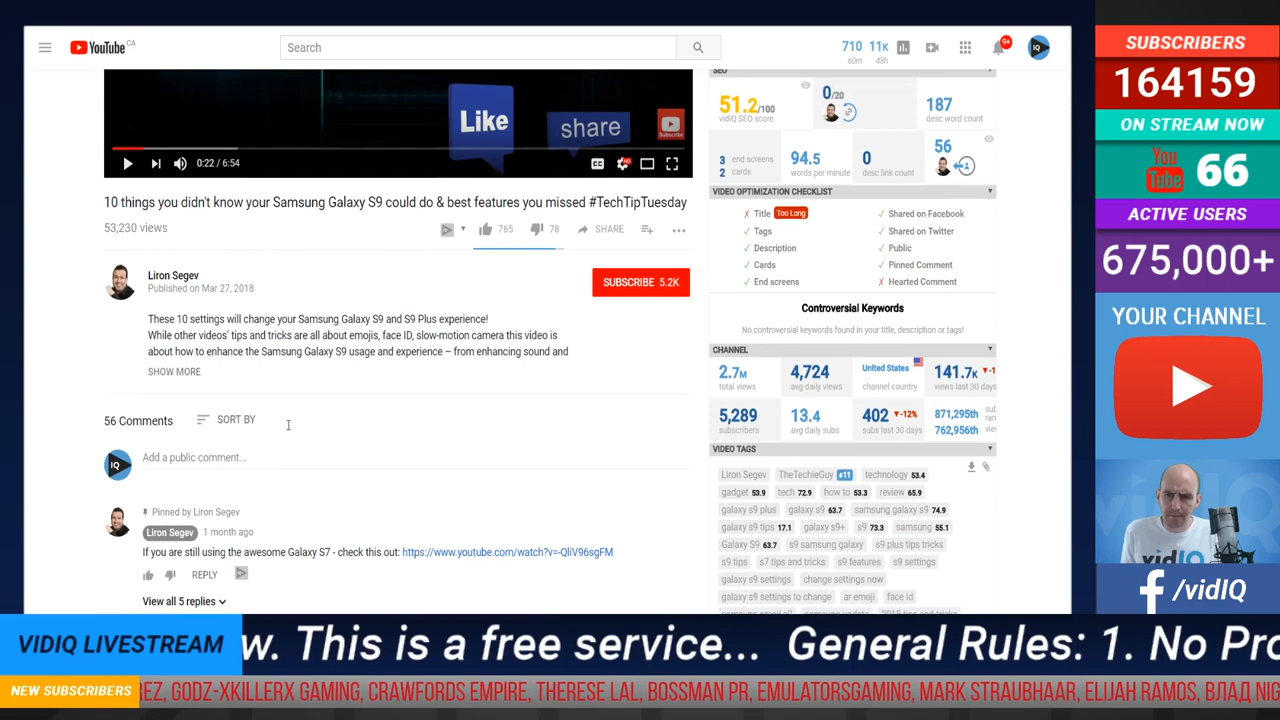 YouTube CA
Search
710 11K
60m 48h
9+
IQ
Like
share
Subscribe
0:22 / 6:54
CC
HD
10 things you didn't know your Samsung Galaxy S9 could do & best features you missed #TechTipTuesday
53,230 views
765 78 SHARE
Liron Segev
Published on Mar 27, 2018
SUBSCRIBE 5.2K
These 10 settings will change your Samsung Galaxy S9 and S9 Plus experience!
While other videos' tips and tricks are all about emojis, face ID, slow-motion camera this video is
about how to enhance the Samsung Galaxy S9 usage and experience – from enhancing sound and
SHOW MORE
56 Comments SORT BY
IQ
Add a public comment...
Pinned by Liron Segev
Liron Segev 1 month ago
If you are still using the awesome Galaxy S7 - check this out: https://www.youtube.com/watch?v=-QliV96sgFM
REPLY
View all 5 replies
SEO
51.2/100
vidIQ SEO score
0/20
187
desc word count
3 end screens
2 cards
94.5
words per minute
0
desc link count
56
VIDEO OPTIMIZATION CHECKLIST
✗ Title Too Long
✓ Tags
✓ Description
✓ Cards
✓ End screens
✓ Shared on Facebook
✓ Shared on Twitter
✓ Public
✓ Pinned Comment
✗ Hearted Comment
Controversial Keywords
No controversial keywords found in your title, description or tags!
CHANNEL
2.7M
total views
4,724
avg daily views
United States
channel country
141.7K ▼-1
views last 30 days
5,289
subscribers
13.4
avg daily subs
402 ▼-12%
subs last 30 days
871,295th sub
762,956th
VIDEO TAGS
Liron Segev TheTechieGuy #11 technology 53.4
gadget 53.9 tech 72.9 how to 53.3 review 65.9
galaxy s9 plus galaxy s9 63.7 samsung galaxy s9 74.9
galaxy s9 tips 17.1 galaxy s9+ s9 73.3 samsung 55.1
Galaxy S9 63.7 s9 samsung galaxy s9 plus tips tricks
s9 tips s7 tips and tricks s9 features s9 settings
galaxy s9 settings change settings now
galaxy s9 settings to change ar emoji face id
SUBSCRIBERS
164159
ON STREAM NOW
You Tube 66
ACTIVE USERS
675,000+
YOUR CHANNEL
vidIQ
f /vidIQ
VIDIQ LIVESTREAM
w. This is a free service... General Rules: 1. No Pro
NEW SUBSCRIBERS
REZ, GODZ-XKILLERX GAMING, CRAWFORDS EMPIRE, THERESE LAL, BOSSMAN PR, EMULATORSGAMING, MARK STRAUBHAAR, ELIJAH RAMOS, ВЛАД NIG